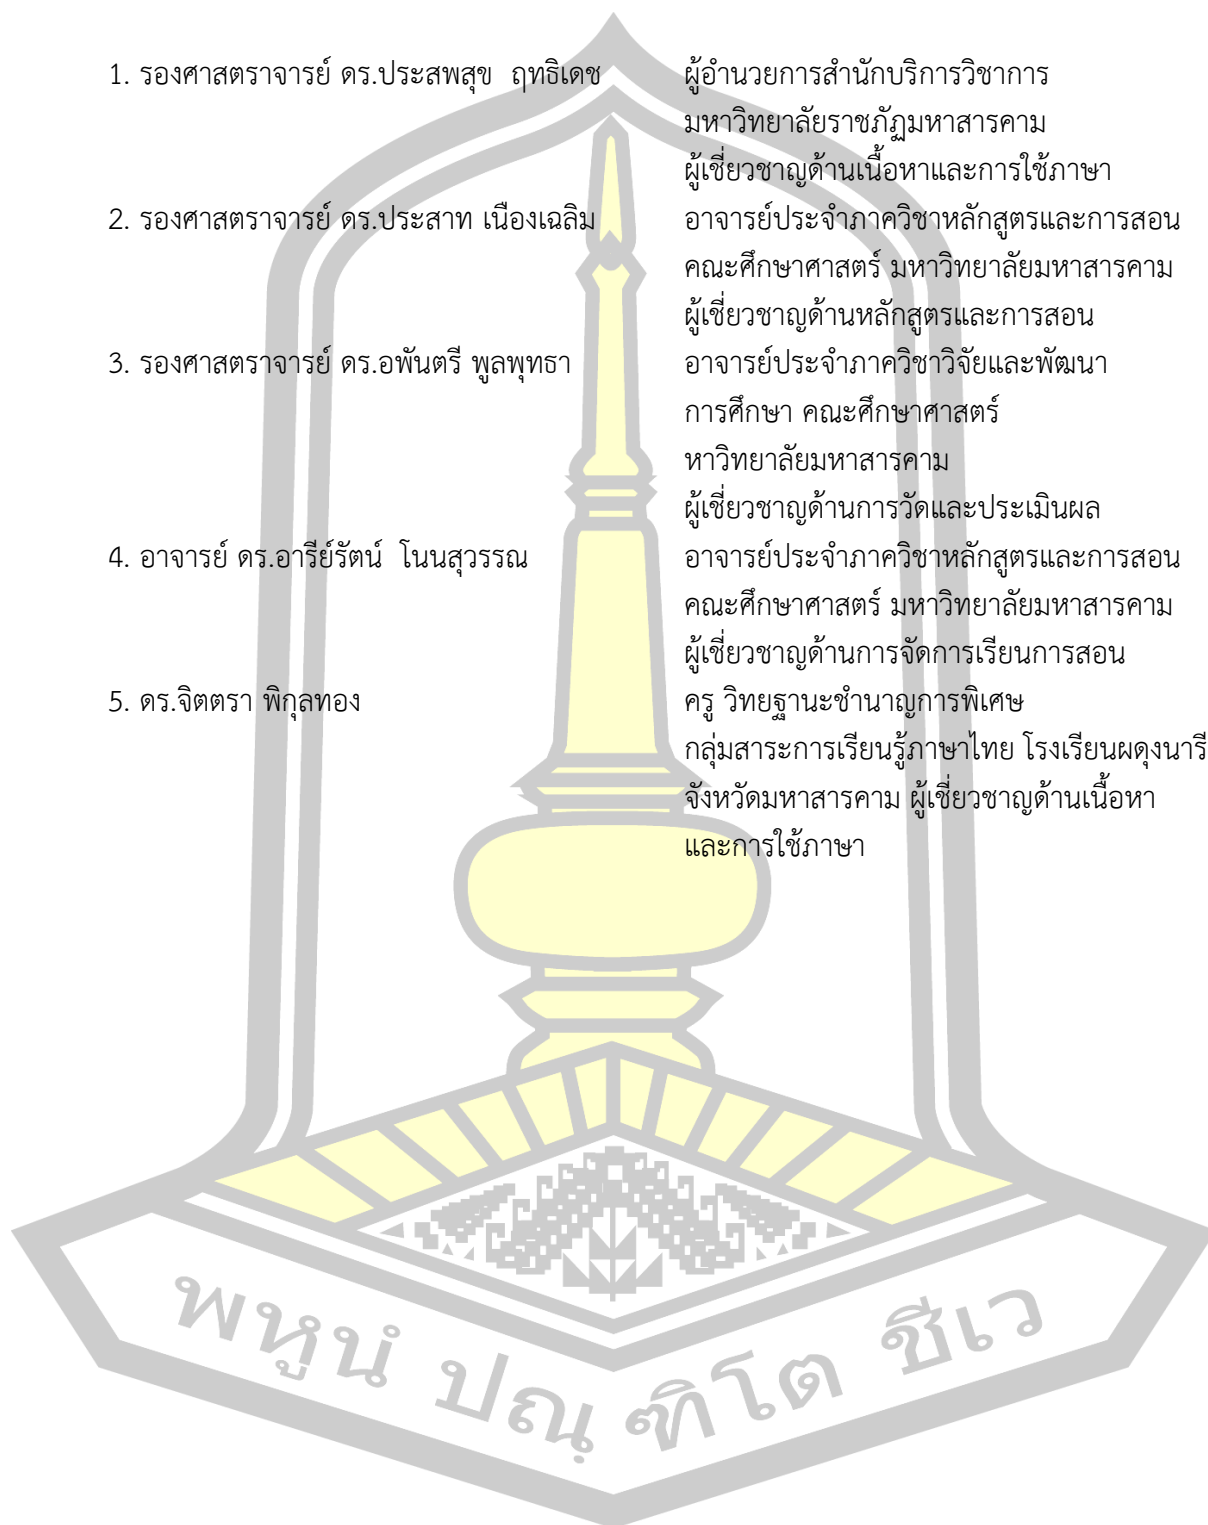 1. รองศาสตราจารย์ ดร.ประสพสุข  ฤทธิเดช ผู้อำนวยการสำนักบริการวิชาการ
มหาวิทยาลัยราชภัฏมหาสารคาม
ผู้เชี่ยวชาญด้านเนื้อหาและการใช้ภาษา
2. รองศาสตราจารย์ ดร.ประสาท เนืองเฉลิม อาจารย์ประจำภาควิชาหลักสูตรและการสอน
คณะศึกษาศาสตร์ มหาวิทยาลัยมหาสารคาม
ผู้เชี่ยวชาญด้านหลักสูตรและการสอน
3. รองศาสตราจารย์ ดร.อพันตรี พูลพุทธา อาจารย์ประจำภาควิชาวิจัยและพัฒนา
การศึกษา คณะศึกษาศาสตร์
หาวิทยาลัยมหาสารคาม
ผู้เชี่ยวชาญด้านการวัดและประเมินผล
4. อาจารย์ ดร.อารีย์รัตน์  โนนสุวรรณ อาจารย์ประจำภาควิชาหลักสูตรและการสอน
คณะศึกษาศาสตร์ มหาวิทยาลัยมหาสารคาม
ผู้เชี่ยวชาญด้านการจัดการเรียนการสอน
5. ดร.จิตตรา พิกุลทอง ครู วิทยฐานะชำนาญการพิเศษ
กลุ่มสาระการเรียนรู้ภาษาไทย โรงเรียนผดุงนารี
จังหวัดมหาสารคาม ผู้เชี่ยวชาญด้านเนื้อหา
และการใช้ภาษา
พหูนํ ปณฺ ฑิโต ชีเว